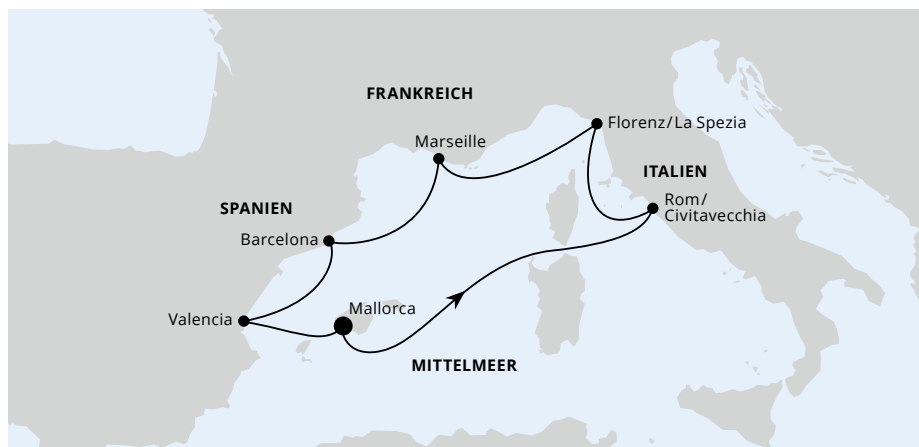 FRANKREICH
Florenz/La Spezia
Marseille
ITALIEN
Rom/
Civitavecchia
SPANIEN
Barcelona
Mallorca
Valencia
MITTELMEER